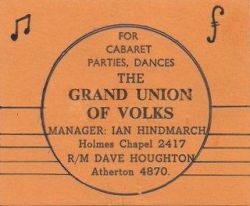 FOR
CABARET
PARTIES, DANCES
THE
GRAND UNION
OF VOLKS
MANAGER: IAN HINDMARCH
Holmes Chapel 2417
R/M DAVE HOUGHTON
Atherton 4870.